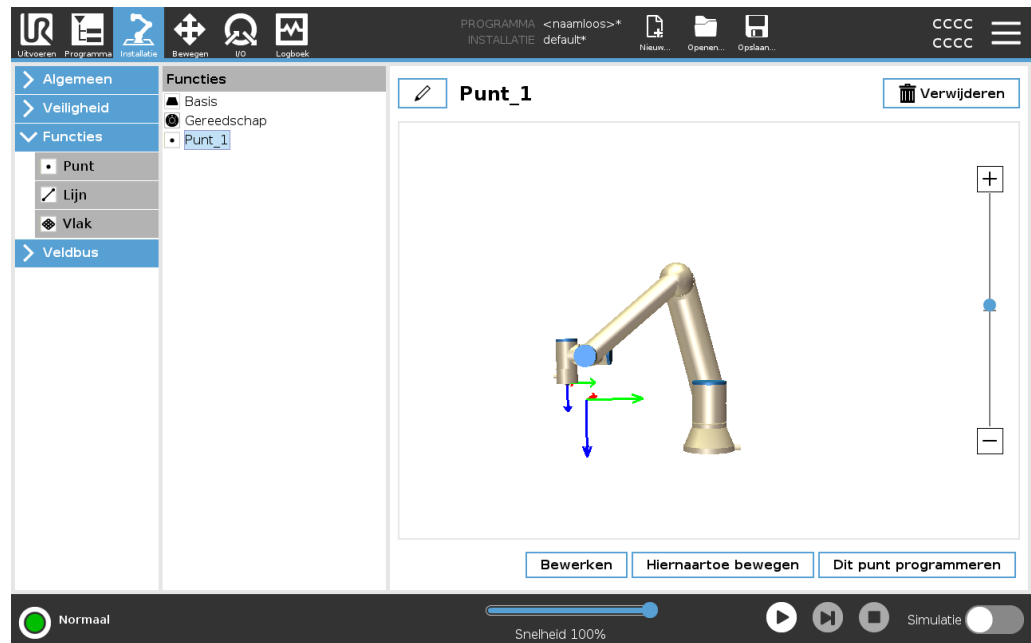 UR
Uitvoeren Programma Installatie Bewegen I/O Logboek
PROGRAMMA <naamloos>*
INSTALLATIE default*
Nieuw... Openen... Opslaan...
CCCC
CCCC
Algemeen
Veiligheid
Functies
Punt
Lijn
Vlak
Veldbus
Functies
Basis
Gereedschap
Punt_1
Punt_1
Verwijderen
Bewerken
Hiernaartoe bewegen
Dit punt programmeren
Normaal
Snelheid 100%
Simulatie